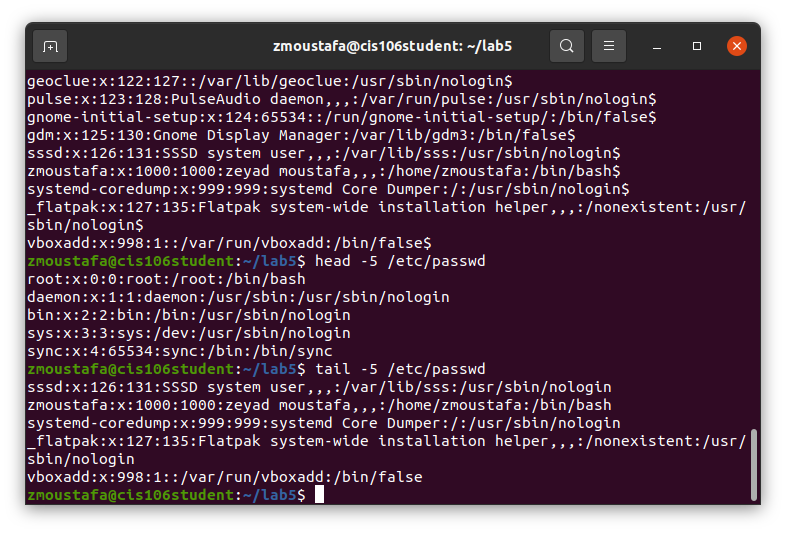 zmoustafa@cis106student: ~/lab5
geoclue:x:122:127::/var/lib/geoclue:/usr/sbin/nologin$
pulse:x:123:128:PulseAudio daemon,,,:/var/run/pulse:/usr/sbin/nologin$
gnome-initial-setup:x:124:65534::/run/gnome-initial-setup/:/bin/false$
gdm:x:125:130:Gnome Display Manager:/var/lib/gdm3:/bin/false$
sssd:x:126:131:SSSD system user,,,:/var/lib/sss:/usr/sbin/nologin$
zmoustafa:x:1000:1000:zeyad moustafa,,,:/home/zmoustafa:/bin/bash$
systemd-coredump:x:999:999:systemd Core Dumper:/:/usr/sbin/nologin$
_flatpak:x:127:135:Flatpak system-wide installation helper,,,:/nonexistent:/usr/
sbin/nologin$
vboxadd:x:998:1::/var/run/vboxadd:/bin/false$
zmoustafa@cis106student:~/lab5$ head -5 /etc/passwd
root:x:0:0:root:/root:/bin/bash
daemon:x:1:1:daemon:/usr/sbin:/usr/sbin/nologin
bin:x:2:2:bin:/bin:/usr/sbin/nologin
sys:x:3:3:sys:/dev:/usr/sbin/nologin
sync:x:4:65534:sync:/bin:/bin/sync
zmoustafa@cis106student:~/lab5$ tail -5 /etc/passwd
sssd:x:126:131:SSSD system user,,,:/var/lib/sss:/usr/sbin/nologin
zmoustafa:x:1000:1000:zeyad moustafa,,,:/home/zmoustafa:/bin/bash
systemd-coredump:x:999:999:systemd Core Dumper:/:/usr/sbin/nologin
_flatpak:x:127:135:Flatpak system-wide installation helper,,,:/nonexistent:/usr/
sbin/nologin
vboxadd:x:998:1::/var/run/vboxadd:/bin/false
zmoustafa@cis106student:~/lab5$